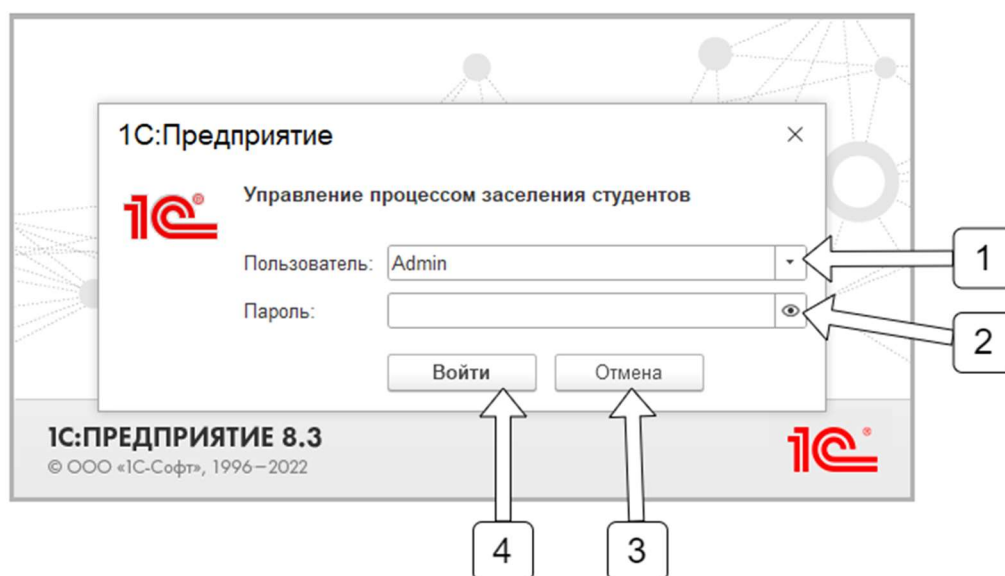 1С:Предприятие
1С®
Управление процессом заселения студентов
Пользователь: Admin
1
Пароль:
2
Войти Отмена
1С:ПРЕДПРИЯТИЕ 8.3
© ООО «1С-Софт», 1996–2022
1С®
4 3